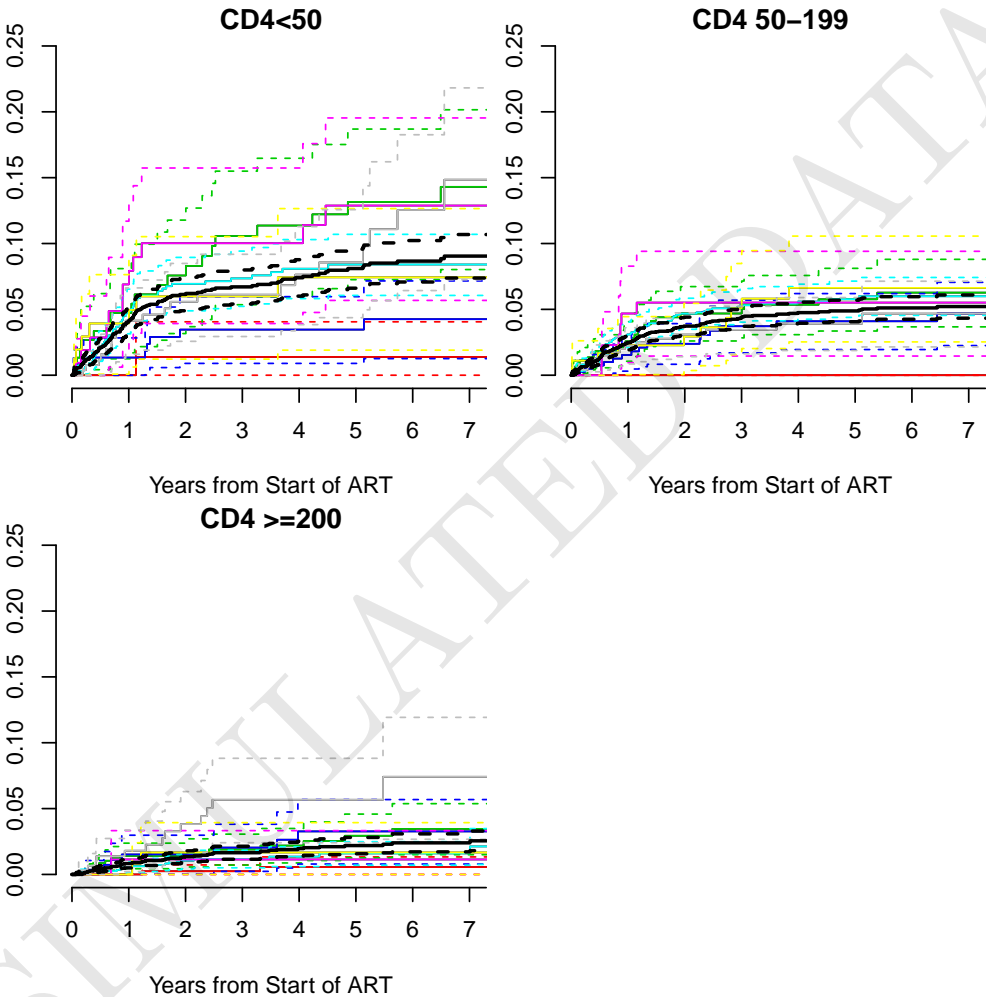 CD4<50
0.25
0.20
0.15
0.10
0.05
0.00
0 1 2 3 4 5 6 7
Years from Start of ART
CD4 50−199
0.25
0.20
0.15
0.10
0.05
0.00
0 1 2 3 4 5 6 7
Years from Start of ART
CD4 >=200
0.25
0.20
0.15
0.10
0.05
0.00
0 1 2 3 4 5 6 7
Years from Start of ART
SIMULATED DATA